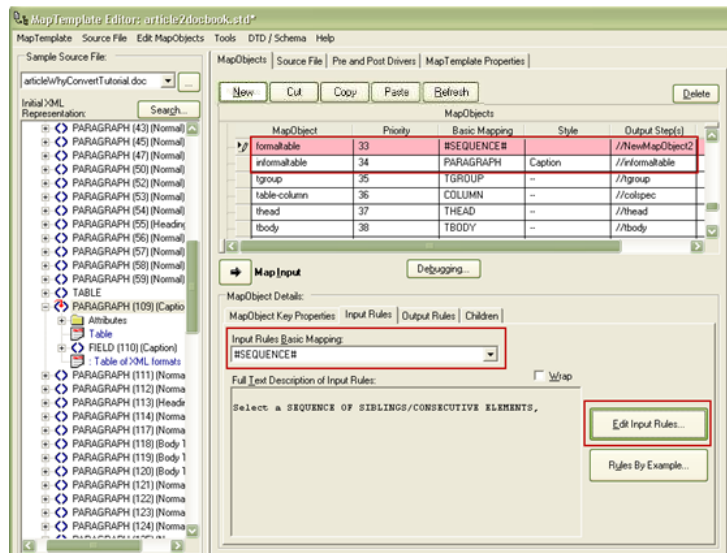 MapTemplate Editor: article2docbook.std*
MapTemplate Source File Edit MapObjects Tools DTD / Schema Help
Sample Source File:
articleWhyConvertTutorial.doc
...
Initial XML Representation:
Search...
PARAGRAPH (43) (Normal)
PARAGRAPH (45) (Normal)
PARAGRAPH (47) (Normal)
PARAGRAPH (50) (Normal)
PARAGRAPH (52) (Normal)
PARAGRAPH (53) (Normal)
PARAGRAPH (54) (Normal)
PARAGRAPH (55) (Heading
PARAGRAPH (56) (Normal)
PARAGRAPH (57) (Normal)
PARAGRAPH (58) (Normal)
PARAGRAPH (59) (Normal)
TABLE
PARAGRAPH (109) (Captio
Attributes
Table
FIELD (110) (Caption)
: Table of XML formats
PARAGRAPH (111) (Norma
PARAGRAPH (112) (Norma
PARAGRAPH (113) (Headir
PARAGRAPH (114) (Norma
PARAGRAPH (117) (Norma
PARAGRAPH (118) (Body T
PARAGRAPH (119) (Body T
PARAGRAPH (120) (Body T
PARAGRAPH (121) (Norma
PARAGRAPH (122) (Norma
PARAGRAPH (123) (Norma
PARAGRAPH (124) (Norma
MapObjects Source File Pre and Post Drivers MapTemplate Properties
New Cut Copy Paste Refresh Delete
MapObjects
MapObject Priority Basic Mapping Style Output Step(s)
formaltable 33 #SEQUENCE# //NewMapObject2
informaltable 34 PARAGRAPH Caption //informaltable
tgroup 35 TGROUP -- //tgroup
table-column 36 COLUMN -- //colspec
thead 37 THEAD -- //thead
tbody 38 TBODY -- //tbody
Map Input
Debugging...
MapObject Details:
MapObject Key Properties Input Rules Output Rules Children
Input Rules Basic Mapping:
#SEQUENCE#
Full Text Description of Input Rules:
Wrap
Select a SEQUENCE OF SIBLINGS/CONSECUTIVE ELEMENTS,
Edit Input Rules...
Rules By Example...